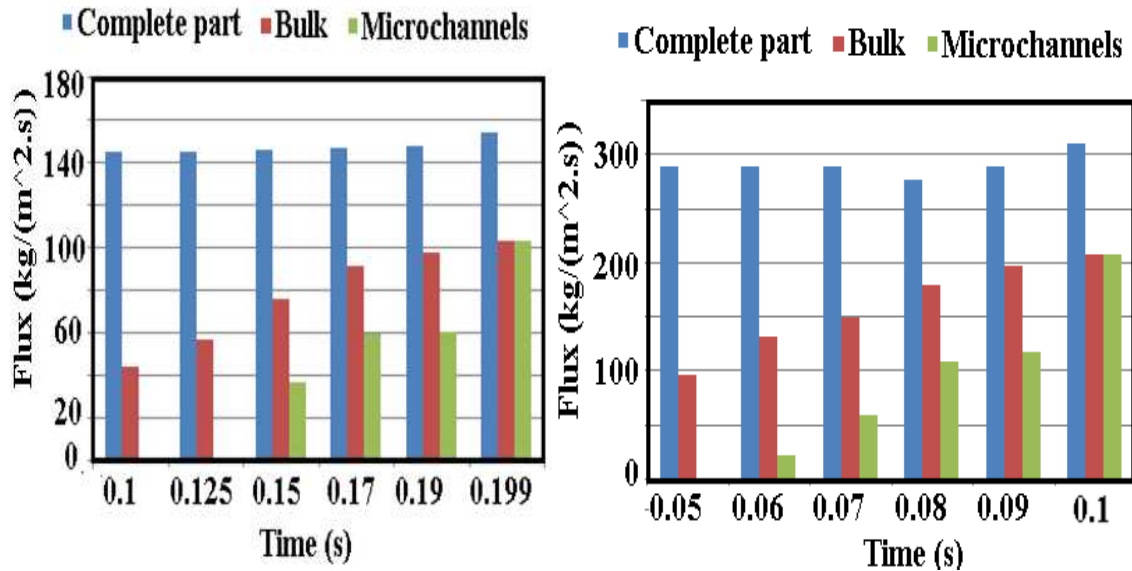 Complete part Bulk Microchannels
Flux (kg/(m^2.s))
180
140
100
60
20
0
0.1 0.125 0.15 0.17 0.19 0.199
Time (s)
Complete part Bulk Microchannels
Flux (kg/(m^2.s))
300
200
100
0
-0.05 0.06 0.07 0.08 0.09 0.1
Time (s)